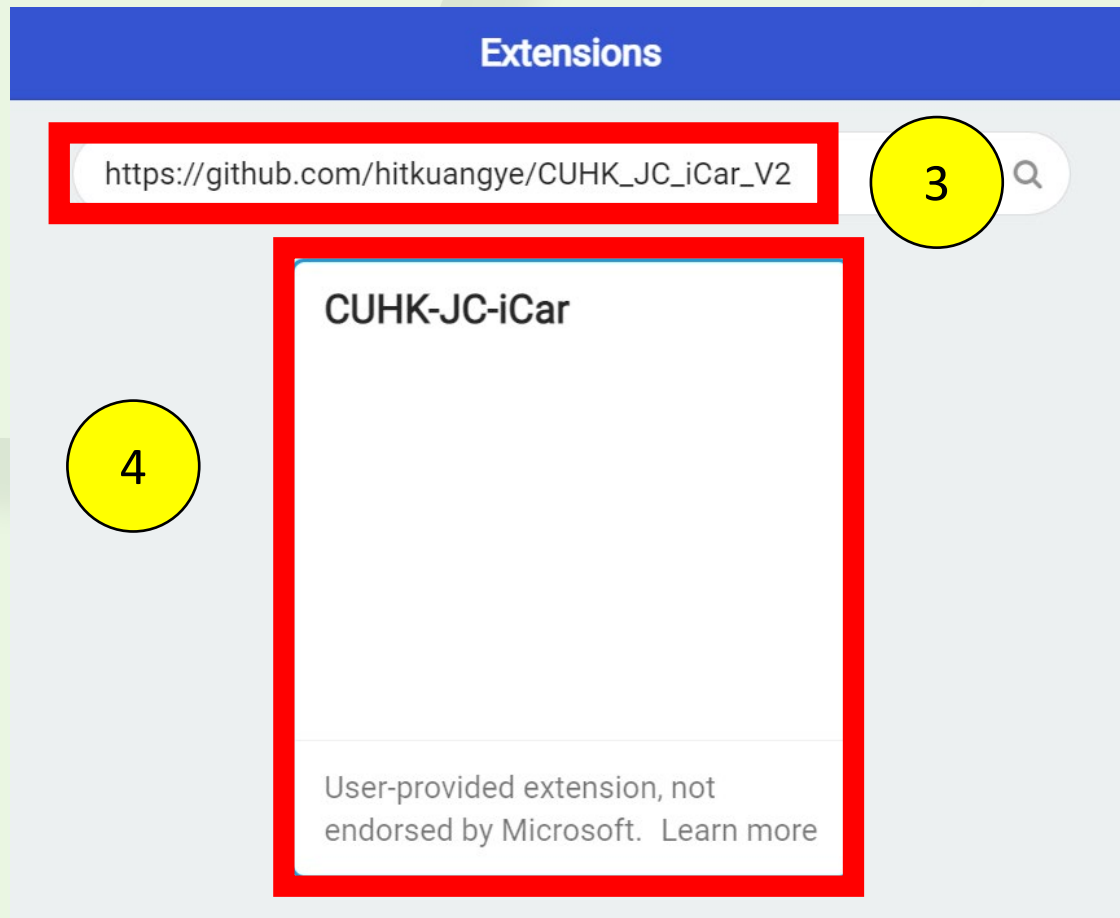 Extensions
https://github.com/hitkuangye/CUHK_JC_iCar_V2
3
CUHK-JC-iCar
4
User-provided extension, not
endorsed by Microsoft. Learn more